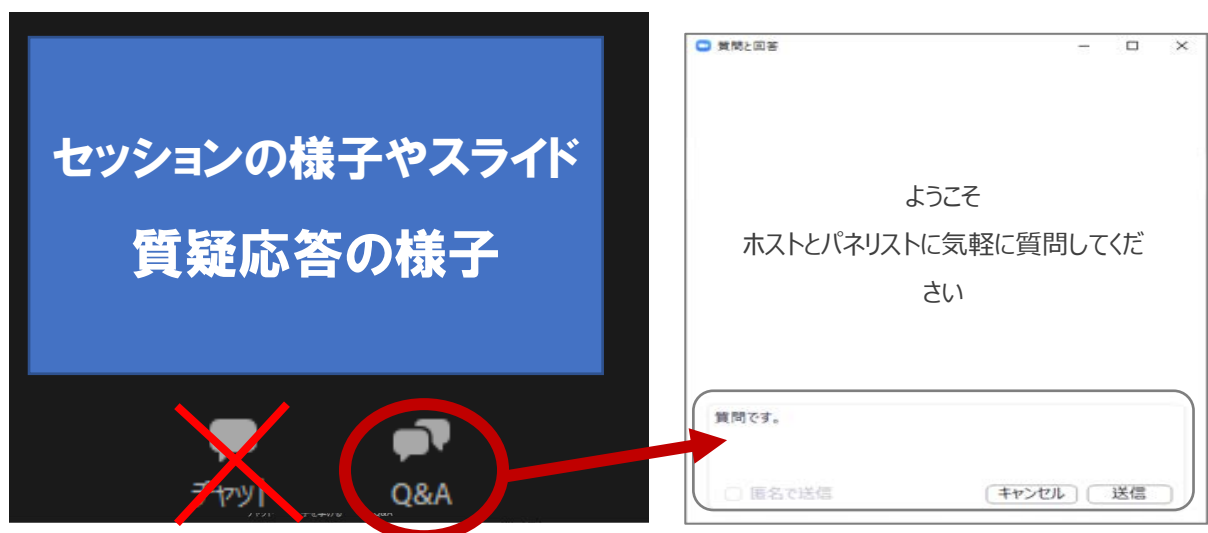 セッションの様子やスライド
質疑応答の様子
チャット
Q&A
質問と回答
ようこそ
ホストとパネリストに気軽に質問してくだ
さい
質問です。
匿名で送信
キャンセル
送信